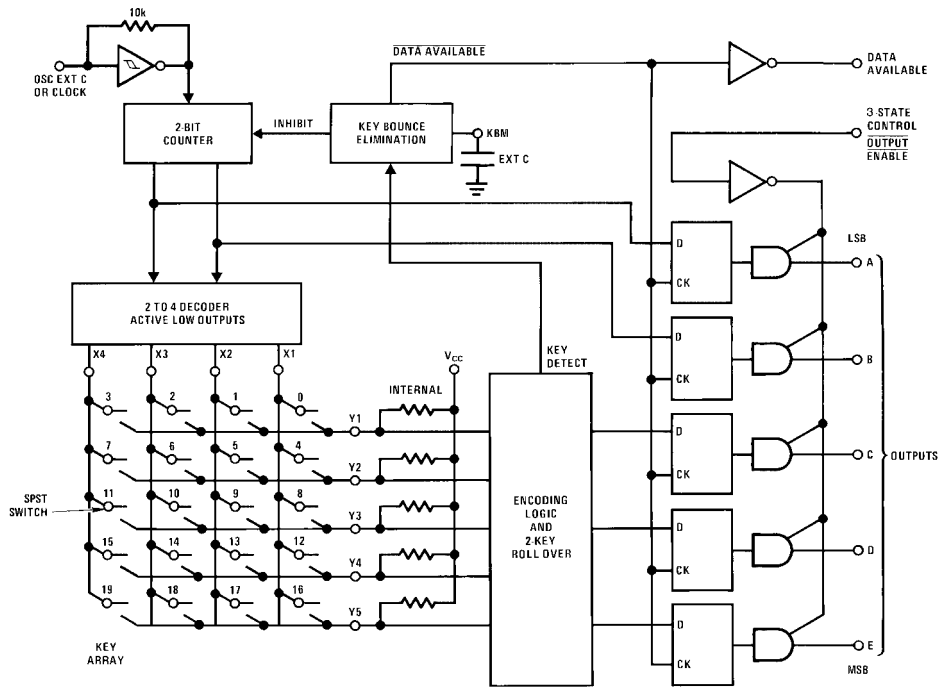 10k
OSC EXT C
OR CLOCK
2-BIT
COUNTER
INHIBIT
DATA AVAILABLE
KEY BOUNCE
ELIMINATION
KBM
EXT C
DATA
AVAILABLE
3-STATE
CONTROL
OUTPUT
ENABLE
2 TO 4 DECODER
ACTIVE LOW OUTPUTS
X4 X3 X2 X1
KEY
DETECT
VCC
INTERNAL
3 2 1 0 Y1
7 6 5 4 Y2
11 10 9 8 Y3
15 14 13 12 Y4
19 18 17 16 Y5
SPST
SWITCH
KEY
ARRAY
ENCODING
LOGIC
AND
2-KEY
ROLL OVER
D
CK
D
CK
D
CK
D
CK
D
CK
LSB
A
B
C
D
E
MSB
OUTPUTS